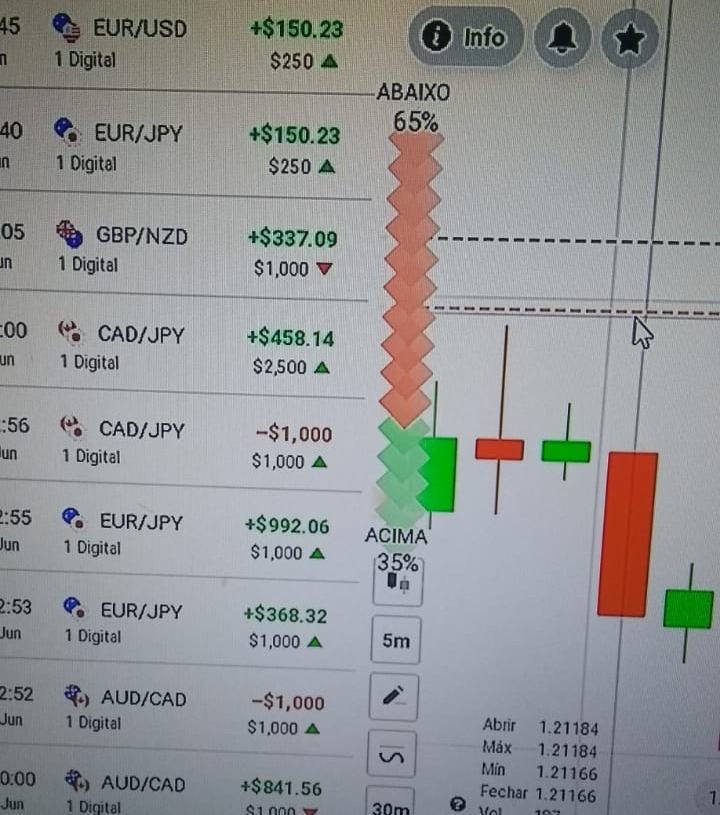 45 EUR/USD +$150.23
n 1 Digital $250
40 EUR/JPY +$150.23
n 1 Digital $250
05 GBP/NZD +$337.09
un 1 Digital $1,000
:00 CAD/JPY +$458.14
un 1 Digital $2,500
:56 CAD/JPY −$1,000
un 1 Digital $1,000
2:55 EUR/JPY +$992.06
Jun 1 Digital $1,000
2:53 EUR/JPY +$368.32
Jun 1 Digital $1,000
2:52 AUD/CAD −$1,000
Jun 1 Digital $1,000
0:00 AUD/CAD +$841.56
Jun 1 Digital $1,000
Info
ABAIXO
65%
ACIMA
35%
5m
30m
Abrir 1.21184
Máx 1.21184
Mín 1.21166
Fechar 1.21166
Vol